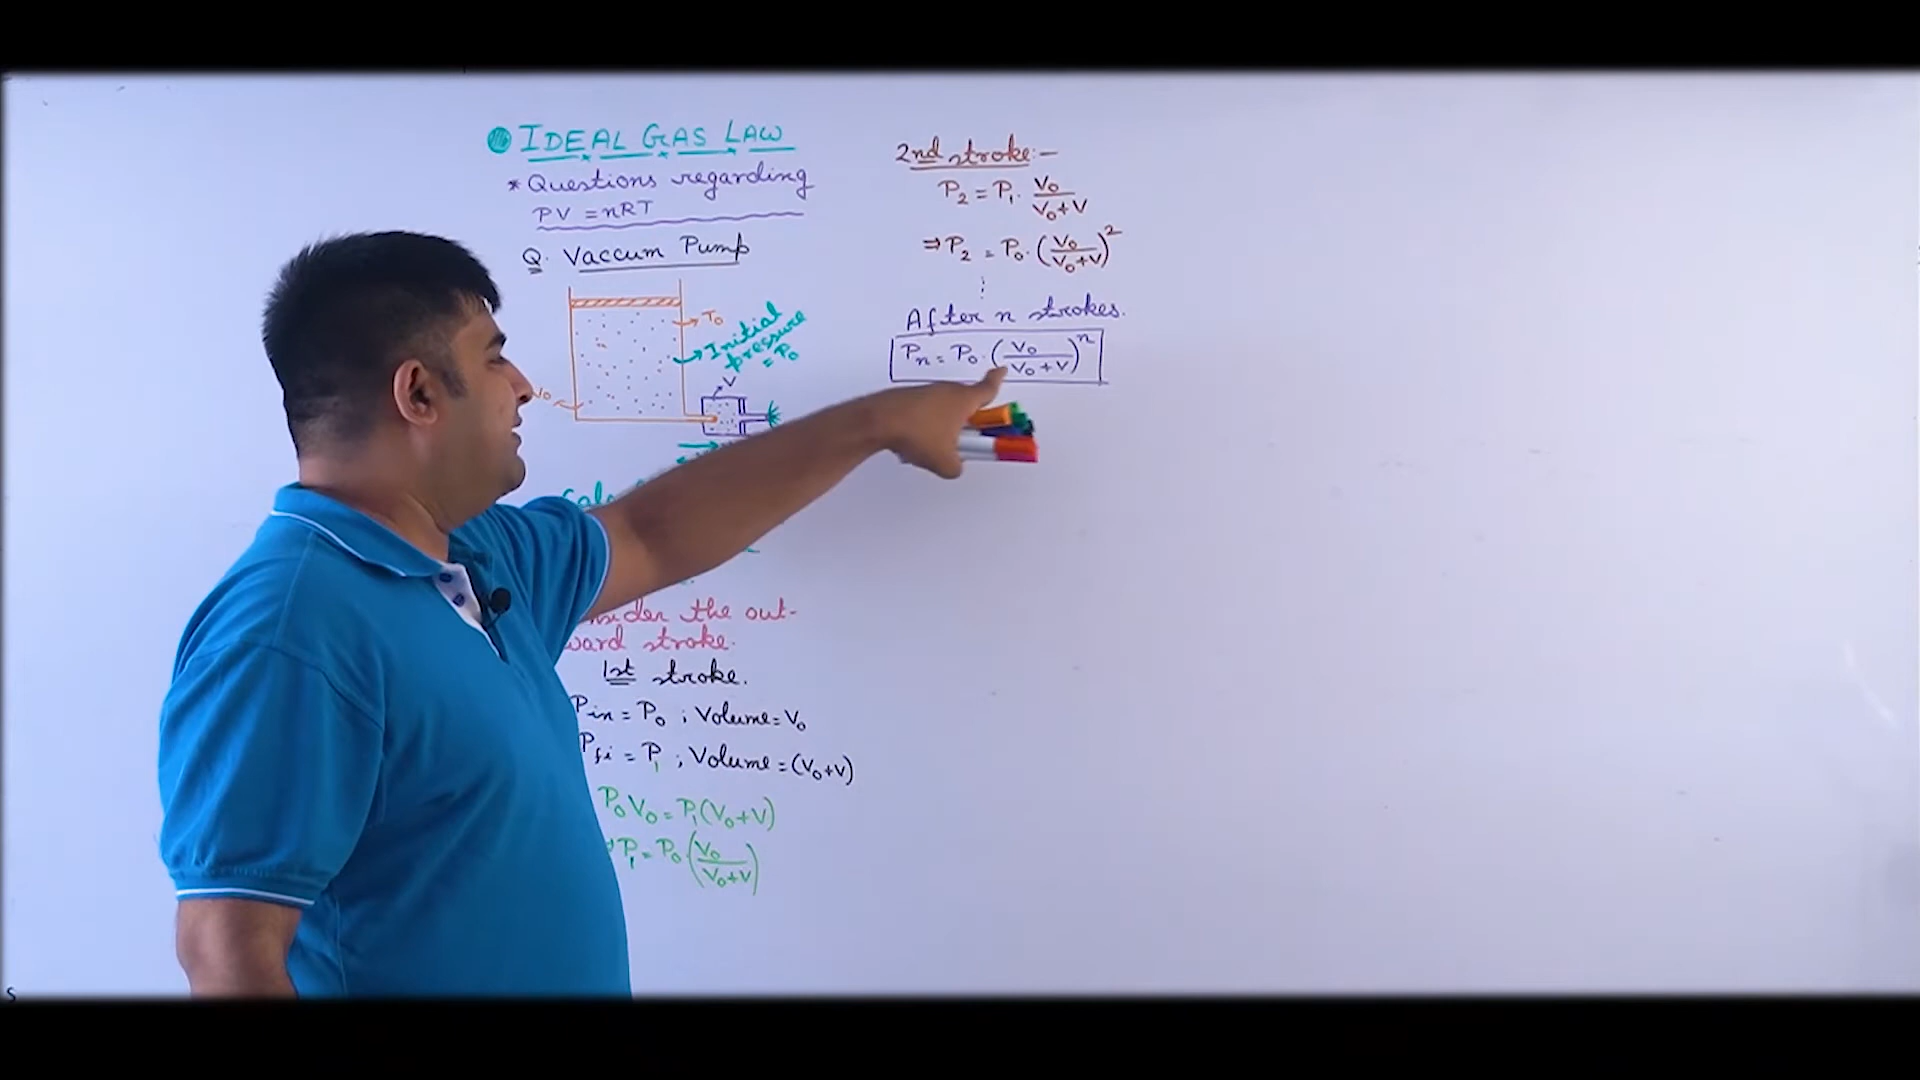 IDEAL GAS LAW
* Questions regarding
PV = nRT
Q. Vaccum Pump
T₀
Initial
pressure
= P₀
V
V₀
the out-
ward stroke.
1st stroke.
Pin = P₀ ; Volume = V₀
Pfi = P₁ ; Volume = (V₀+V)
P₀V₀ = P₁(V₀+V)
⇒ P₁ = P₀·(V₀/(V₀+V))
2nd stroke:-
P₂ = P₁· V₀/(V₀+V)
⇒ P₂ = P₀·(V₀/(V₀+V))²
After n strokes.
Pn = P₀·(V₀/(V₀+V))ⁿ